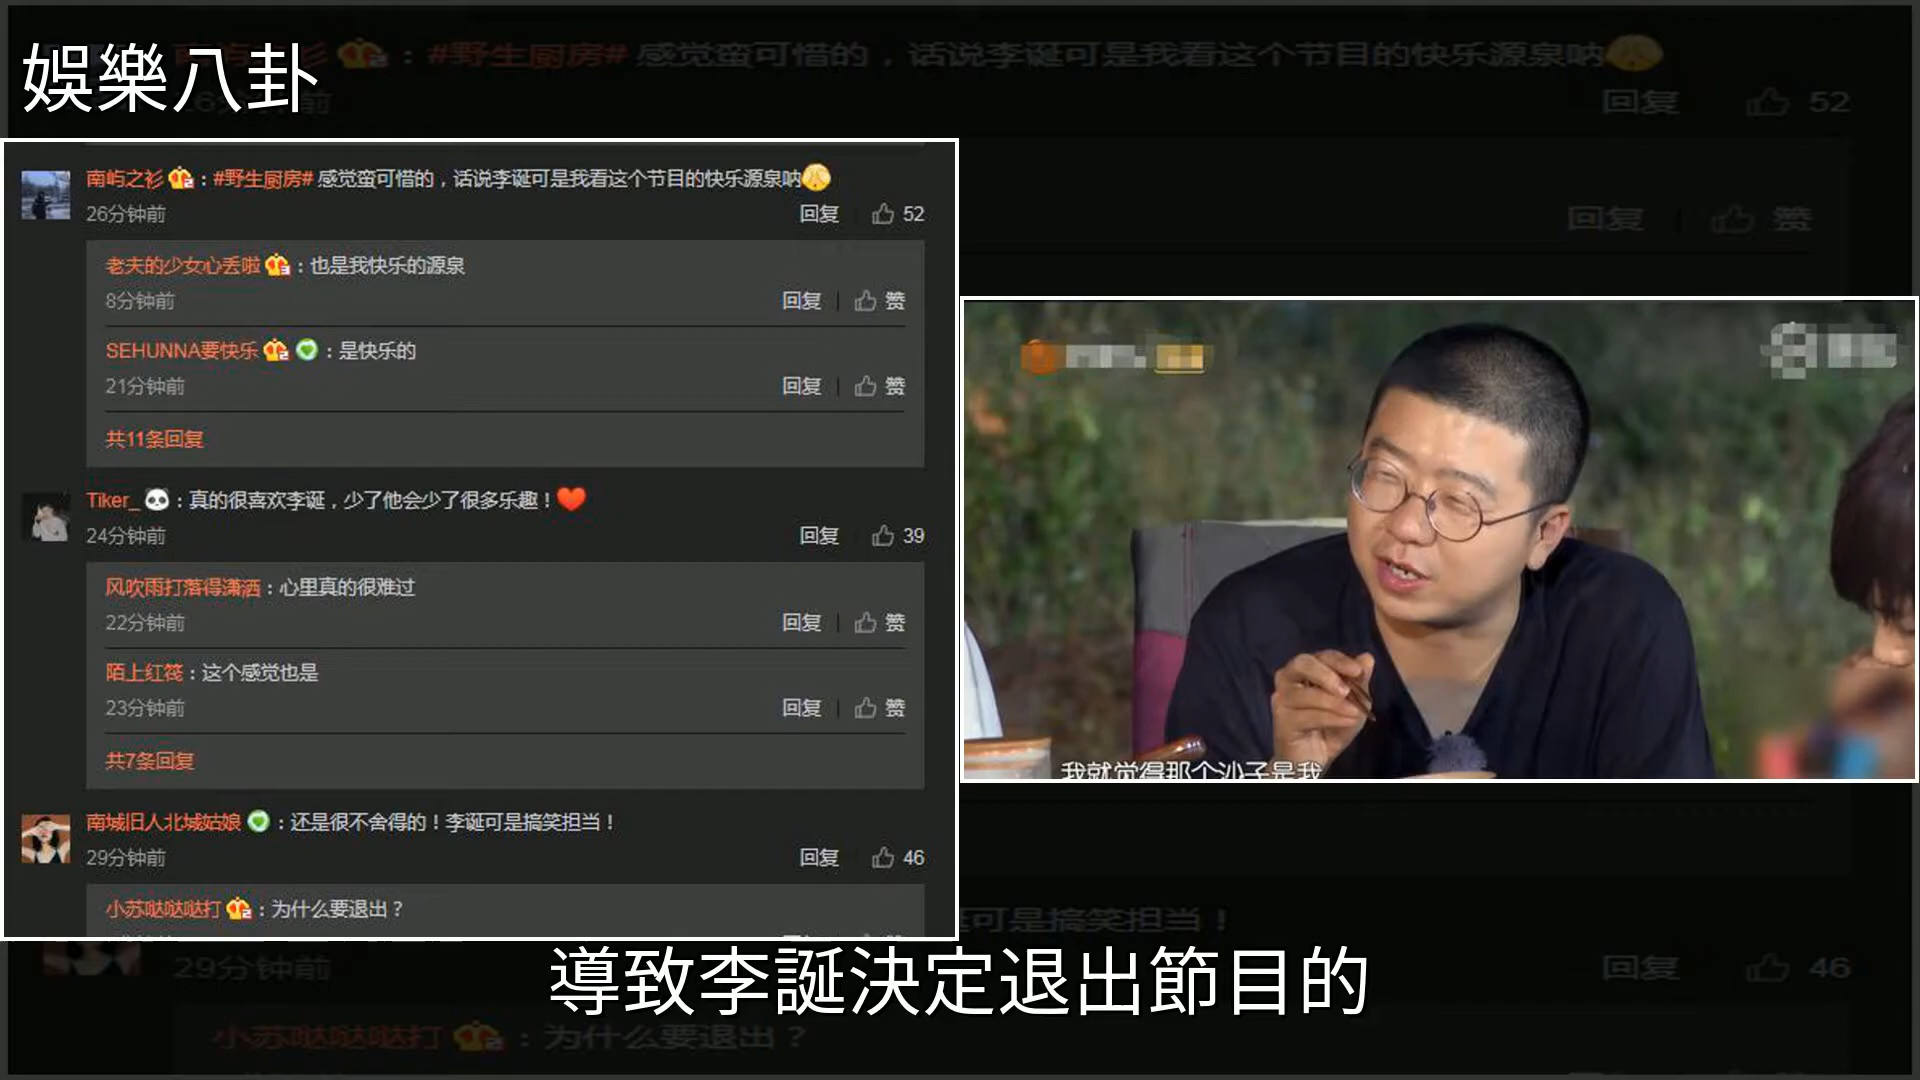 娛樂八卦
南屿之衫：#野生厨房#感觉蛮可惜的，话说李诞可是我看这个节目的快乐源泉呐
26分钟前
回复 52
老夫的少女心丢啦：也是我快乐的源泉
8分钟前
回复 赞
SEHUNNA要快乐：是快乐的
21分钟前
回复 赞
共11条回复
Tiker_：真的很喜欢李诞，少了他会少了很多乐趣！
24分钟前
回复 39
风吹雨打落得潇洒：心里真的很难过
22分钟前
回复 赞
陌上红筏：这个感觉也是
23分钟前
回复 赞
共7条回复
南城旧人北城姑娘：还是很不舍得的！李诞可是搞笑担当！
29分钟前
回复 46
小苏哒哒哒打：为什么要退出？
我就觉得那个沙子是我
導致李誕決定退出節目的